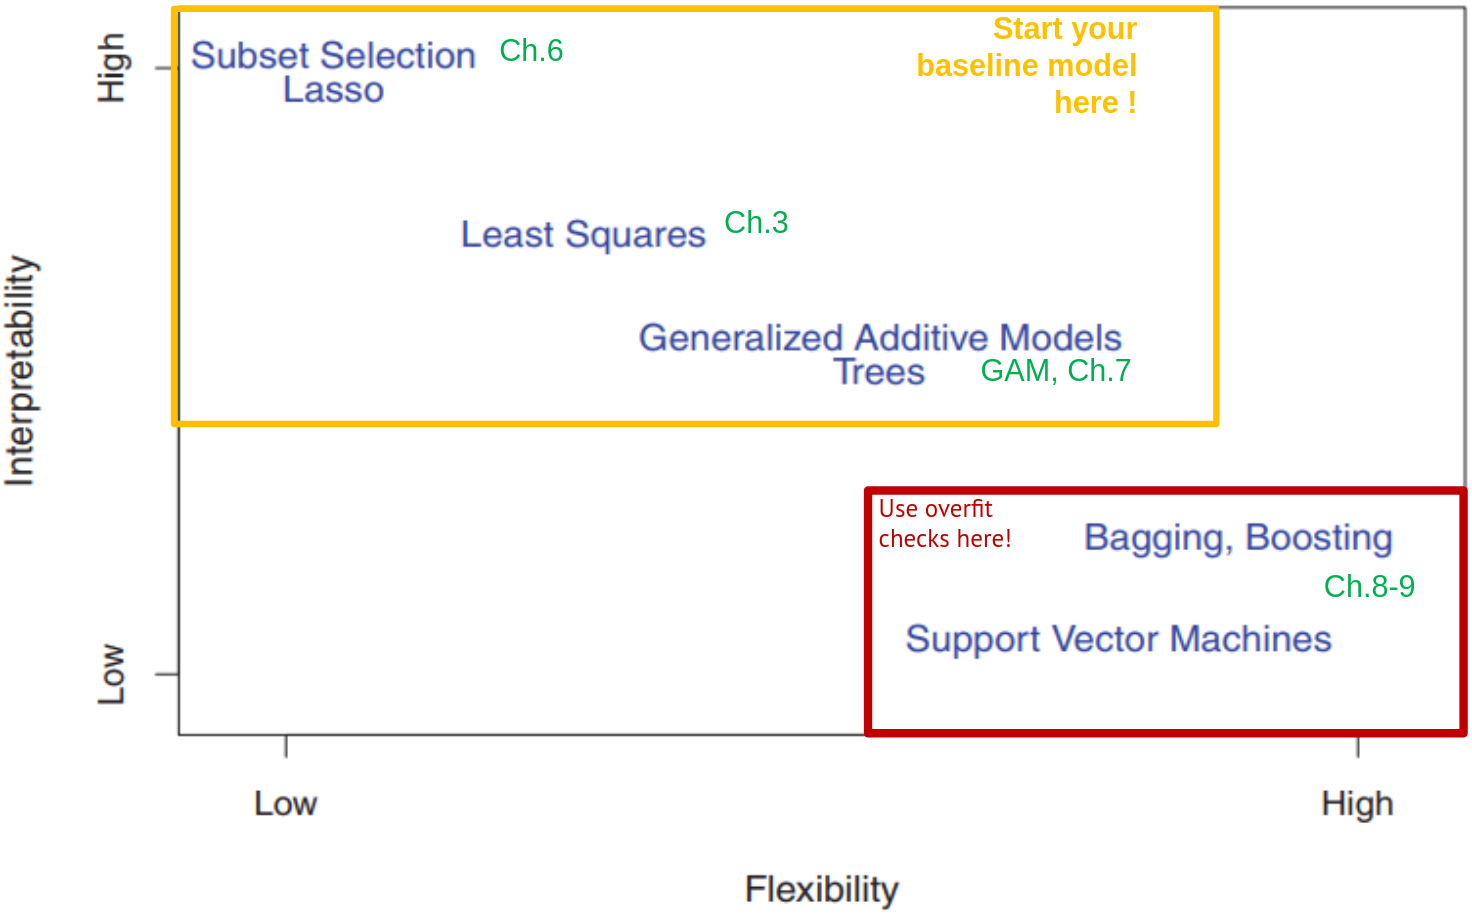 High
Subset Selection
Lasso
Ch.6
Start your
baseline model
here !
Least Squares
Ch.3
Generalized Additive Models
Trees
GAM, Ch.7
Interpretability
Use overfit
checks here!
Bagging, Boosting
Ch.8-9
Support Vector Machines
Low
Low
High
Flexibility